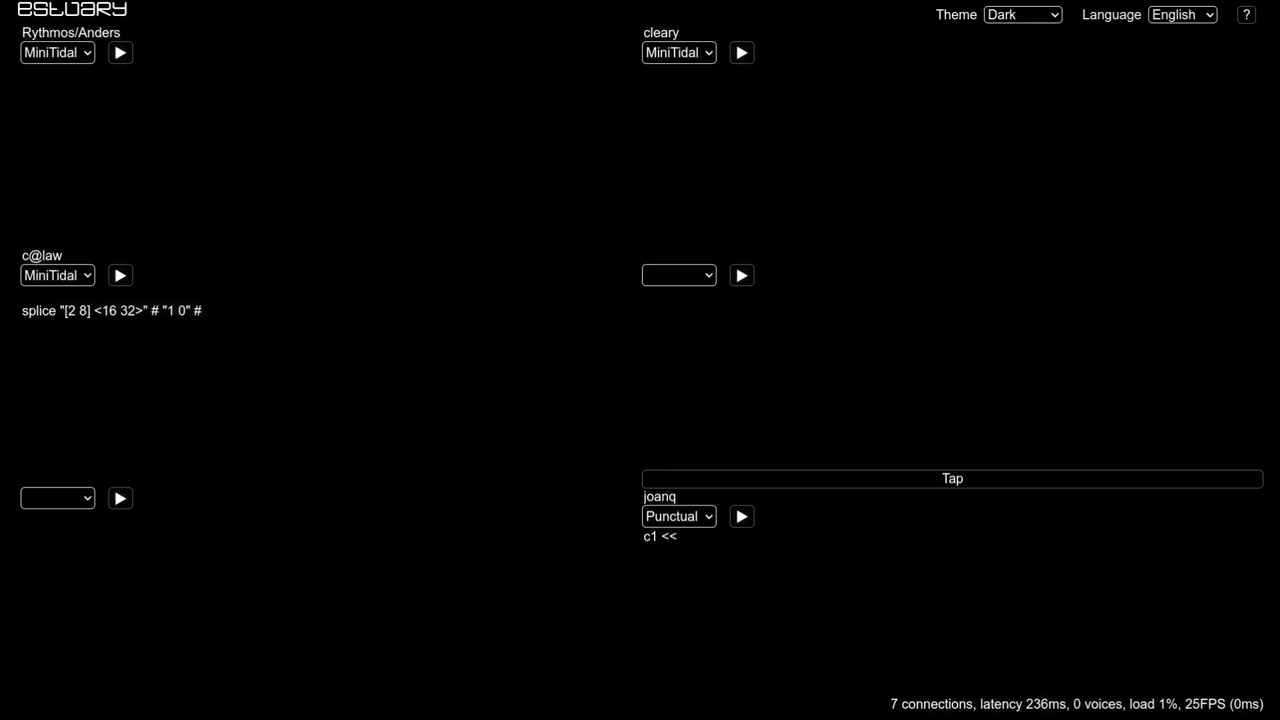 estuary
Theme Dark Language English ?
Rythmos/Anders
MiniTidal
cleary
MiniTidal
c@law
MiniTidal
splice "[2 8] <16 32>" # "1 0" #
Tap
joanq
Punctual
c1 <<
7 connections, latency 236ms, 0 voices, load 1%, 25FPS (0ms)